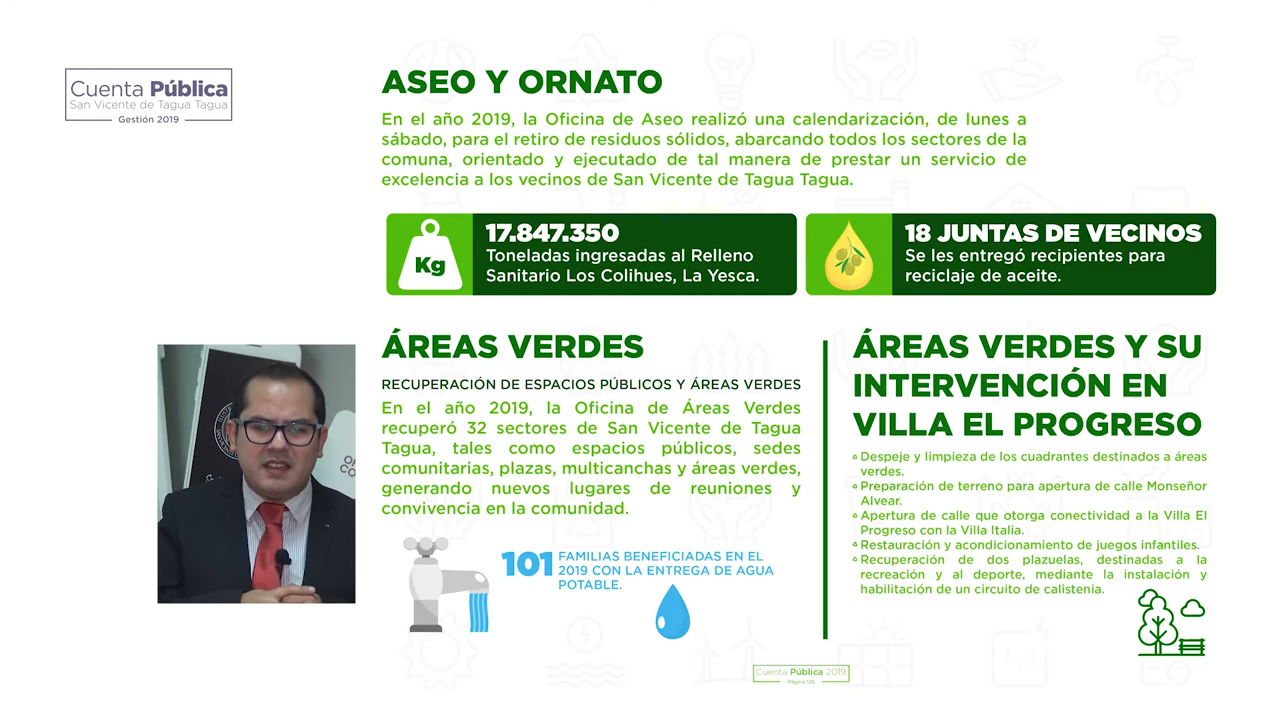 Cuenta Pública
San Vicente de Tagua Tagua
Gestión 2019
ASEO Y ORNATO
En el año 2019, la Oficina de Aseo realizó una calendarización, de lunes a
sábado, para el retiro de residuos sólidos, abarcando todos los sectores de la
comuna, orientado y ejecutado de tal manera de prestar un servicio de
excelencia a los vecinos de San Vicente de Tagua Tagua.
Kg
17.847.350
Toneladas ingresadas al Relleno
Sanitario Los Colihues, La Yesca.
18 JUNTAS DE VECINOS
Se les entregó recipientes para
reciclaje de aceite.
ÁREAS VERDES
RECUPERACIÓN DE ESPACIOS PÚBLICOS Y ÁREAS VERDES
En el año 2019, la Oficina de Áreas Verdes
recuperó 32 sectores de San Vicente de Tagua
Tagua, tales como espacios públicos, sedes
comunitarias, plazas, multicanchas y áreas verdes,
generando nuevos lugares de reuniones y
convivencia en la comunidad.
101 FAMILIAS BENEFICIADAS EN EL
2019 CON LA ENTREGA DE AGUA
POTABLE.
ÁREAS VERDES Y SU
INTERVENCIÓN EN
VILLA EL PROGRESO
Despeje y limpieza de los cuadrantes destinados a áreas
verdes.
Preparación de terreno para apertura de calle Monseñor
Alvear.
Apertura de calle que otorga conectividad a la Villa El
Progreso con la Villa Italia.
Restauración y acondicionamiento de juegos infantiles.
Recuperación de dos plazuelas, destinadas a la
recreación y al deporte, mediante la instalación y
habilitación de un circuito de calistenia.
Cuenta Pública 2019